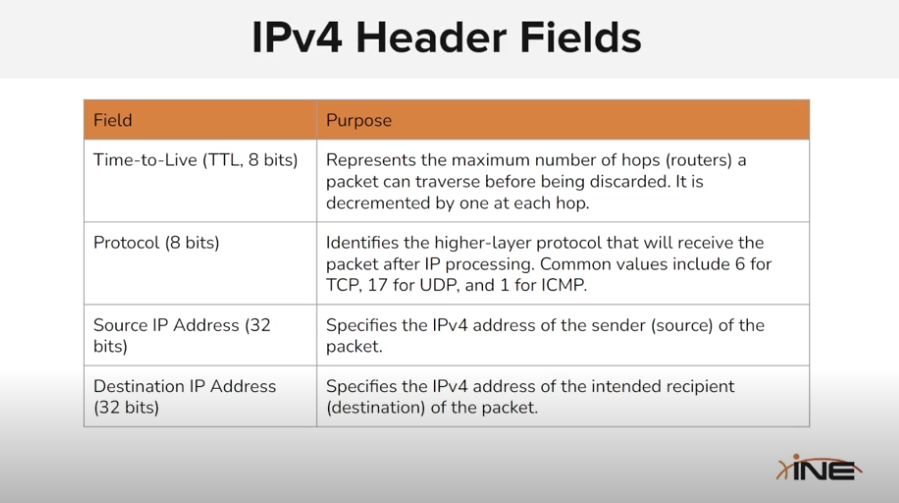 IPv4 Header Fields
Field
Purpose
Time-to-Live (TTL, 8 bits)
Represents the maximum number of hops (routers) a
packet can traverse before being discarded. It is
decremented by one at each hop.
Protocol (8 bits)
Identifies the higher-layer protocol that will receive the
packet after IP processing. Common values include 6 for
TCP, 17 for UDP, and 1 for ICMP.
Source IP Address (32
bits)
Specifies the IPv4 address of the sender (source) of the
packet.
Destination IP Address
(32 bits)
Specifies the IPv4 address of the intended recipient
(destination) of the packet.
iNE